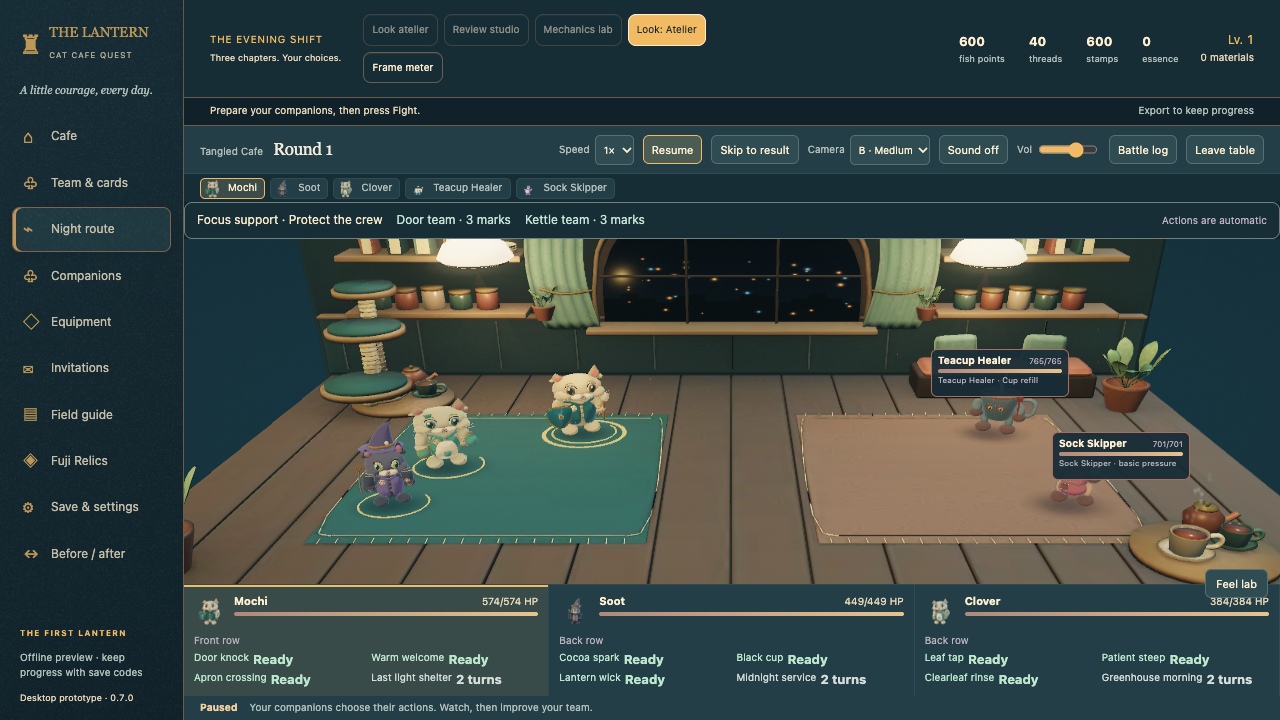 THE LANTERN
CAT CAFE QUEST
A little courage, every day.
Cafe
Team & cards
Night route
Companions
Equipment
Invitations
Field guide
Fuji Relics
Save & settings
Before / after
THE FIRST LANTERN
Offline preview · keep
progress with save codes
Desktop prototype · 0.7.0
THE EVENING SHIFT
Three chapters. Your choices.
Look atelier
Review studio
Mechanics lab
Look: Atelier
Frame meter
600
fish points
40
threads
600
stamps
0
essence
Lv. 1
0 materials
Prepare your companions, then press Fight.
Export to keep progress
Tangled Cafe
Round 1
Speed
1x
Resume
Skip to result
Camera
B · Medium
Sound off
Vol
Battle log
Leave table
Mochi
Soot
Clover
Teacup Healer
Sock Skipper
Focus support · Protect the crew
Door team · 3 marks
Kettle team · 3 marks
Actions are automatic
Teacup Healer 765/765
Teacup Healer · Cup refill
Sock Skipper 701/701
Sock Skipper · basic pressure
Feel lab
Mochi 574/574 HP
Front row
Door knock Ready
Warm welcome Ready
Apron crossing Ready
Last light shelter 2 turns
Soot 449/449 HP
Back row
Cocoa spark Ready
Black cup Ready
Lantern wick Ready
Midnight service 2 turns
Clover 384/384 HP
Back row
Leaf tap Ready
Patient steep Ready
Clearleaf rinse Ready
Greenhouse morning 2 turns
Paused
Your companions choose their actions. Watch, then improve your team.